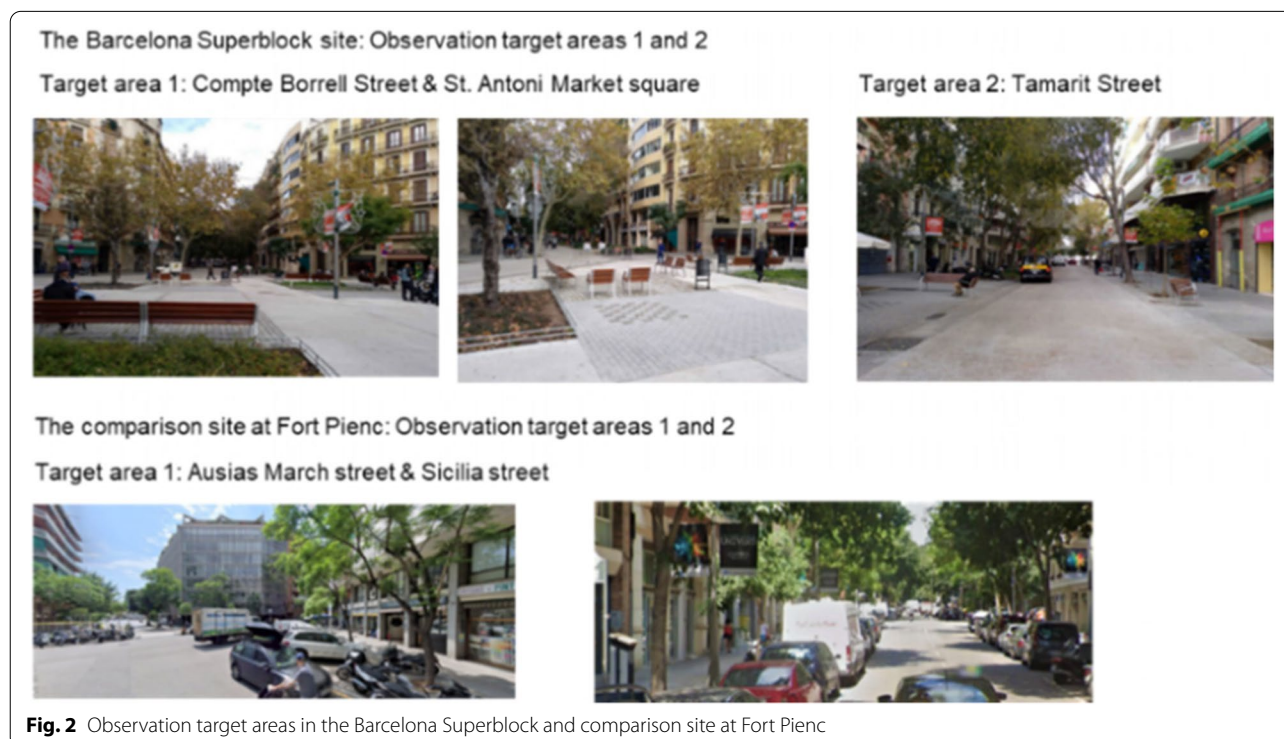 The Barcelona Superblock site: Observation target areas 1 and 2
Target area 1: Compte Borrell Street & St. Antoni Market square
Target area 2: Tamarit Street
The comparison site at Fort Pienc: Observation target areas 1 and 2
Target area 1: Ausias March street & Sicilia street
Fig. 2 Observation target areas in the Barcelona Superblock and comparison site at Fort Pienc